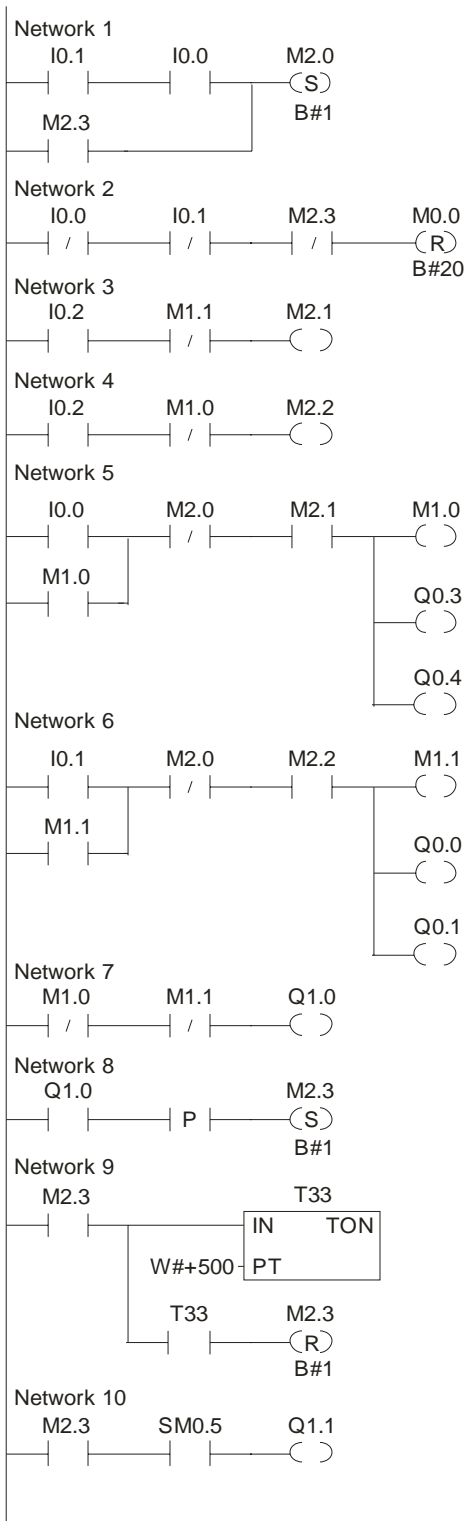 Network 1
I0.1 I0.0 M2.0
S
B#1
M2.3
Network 2
I0.0 I0.1 M2.3 M0.0
/ / / R
B#20
Network 3
I0.2 M1.1 M2.1
/
Network 4
I0.2 M1.0 M2.2
/
Network 5
I0.0 M2.0 M2.1 M1.0
/
M1.0
Q0.3
Q0.4
Network 6
I0.1 M2.0 M2.2 M1.1
/
M1.1
Q0.0
Q0.1
Network 7
M1.0 M1.1 Q1.0
/ /
Network 8
Q1.0 M2.3
P S
B#1
Network 9
M2.3 T33
IN TON
W#+500 PT
T33 M2.3
R
B#1
Network 10
M2.3 SM0.5 Q1.1